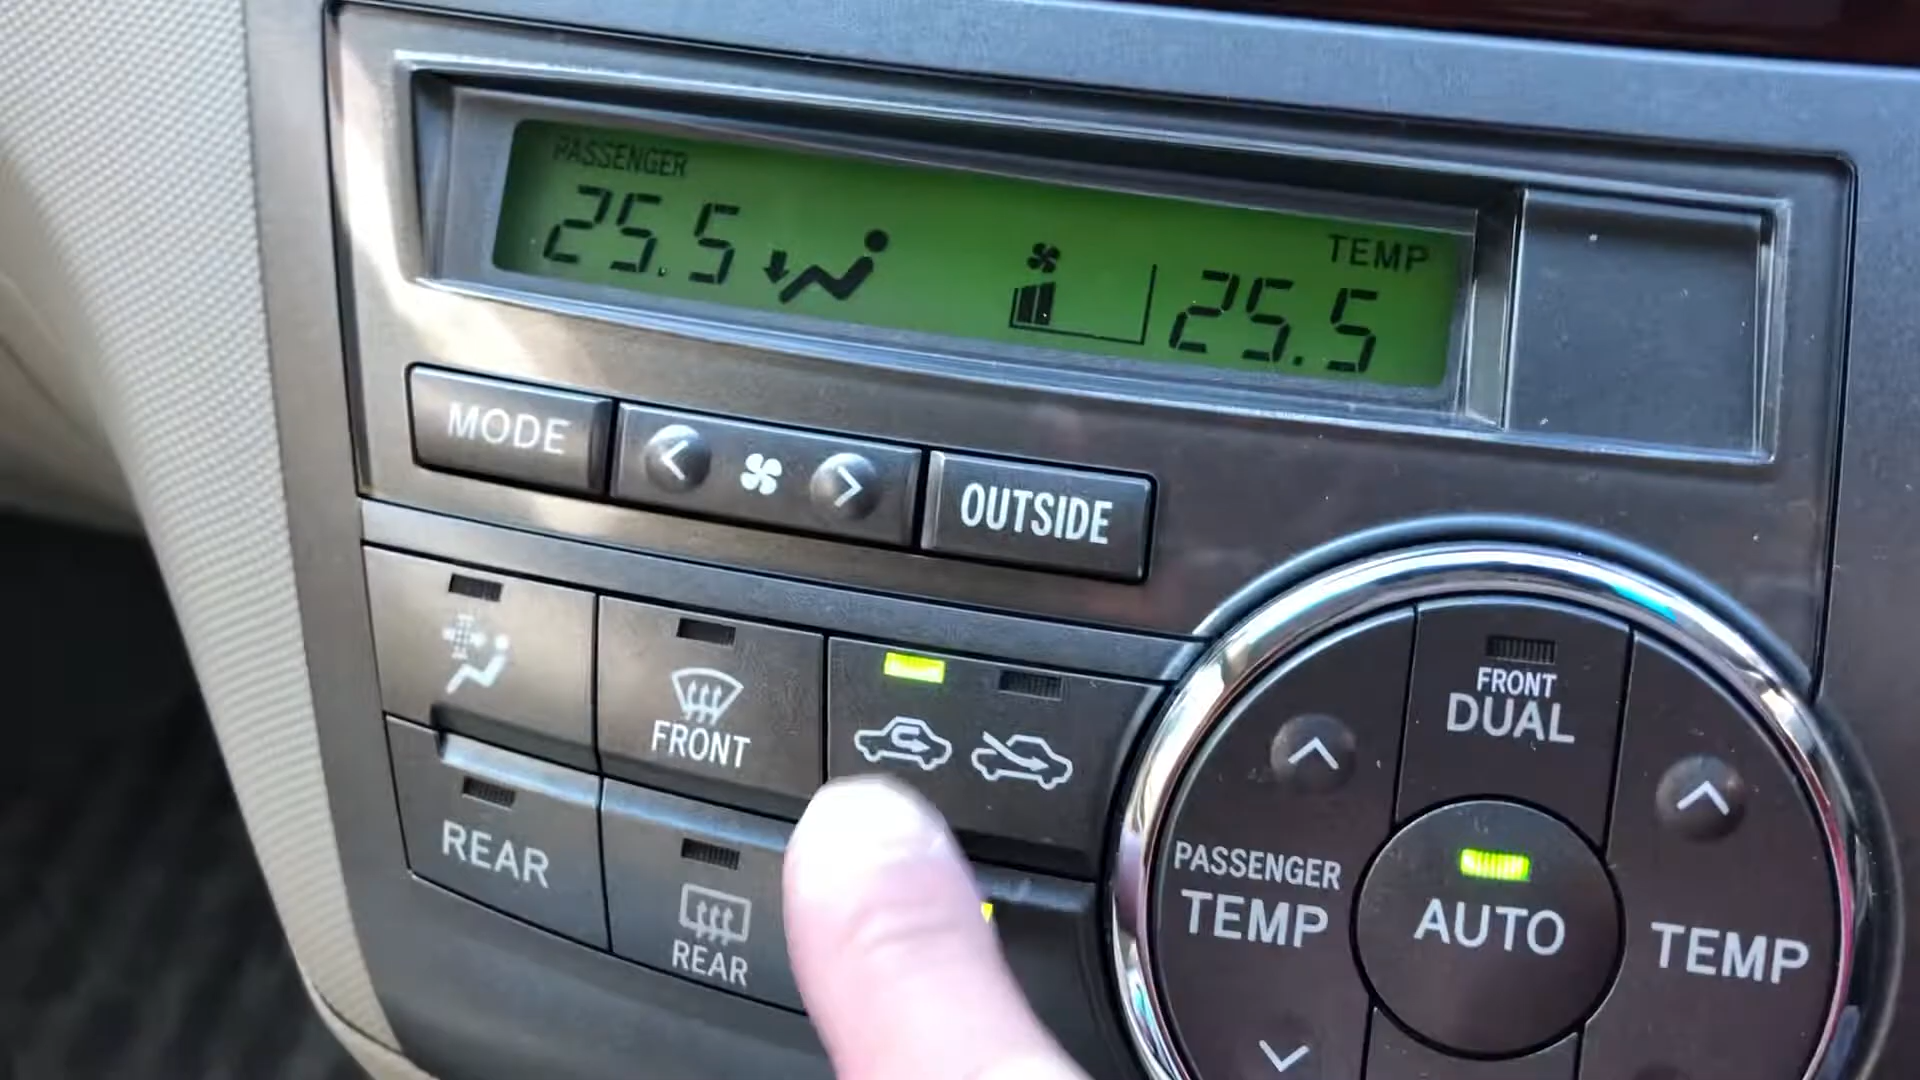 PASSENGER
25.5
TEMP
25.5
MODE
OUTSIDE
FRONT
REAR
REAR
FRONT
DUAL
PASSENGER
TEMP
AUTO
TEMP